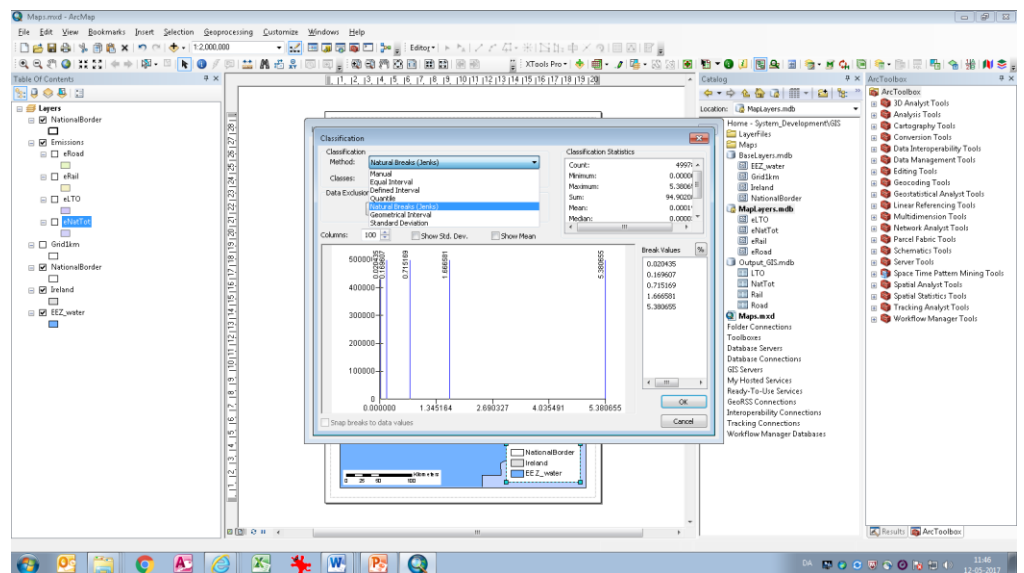 Maps.mxd - ArcMap
File Edit View Bookmarks Insert Selection Geoprocessing Customize Windows Help
1:2,000,000
Editor
XTools Pro
Table Of Contents
Layers
NationalBorder
Emissions
eRoad
eRail
eLTO
eNatTot
Grid1km
NationalBorder
Ireland
EEZ_water
Classification
Classification
Method: Natural Breaks (Jenks)
Classes:
Data Exclusion
Manual
Equal Interval
Defined Interval
Quantile
Natural Breaks (Jenks)
Geometrical Interval
Standard Deviation
Classification Statistics
Count:
Minimum:
Maximum:
Sum:
Mean:
Median:
Columns: 100 Show Std. Dev. Show Mean
500000
400000
300000
200000
100000
0
0.020435
0.169607
0.715169
1.666581
5.380655
0.000000 1.345164 2.690327 4.035491 5.380655
Break Values %
0.020435
0.169607
0.715169
1.666581
5.380655
Snap breaks to data values
OK
Cancel
NationalBorder
Ireland
EEZ_water
Catalog
Location: MapLayers.mdb
Home - System_Development\GIS
LayerFiles
Maps
BaseLayers.mdb
EEZ_water
Grid1km
Ireland
NationalBorder
MapLayers.mdb
eLTO
eNatTot
eRail
eRoad
Output_GIS.mdb
LTO
NatTot
Rail
Road
Maps.mxd
Folder Connections
Toolboxes
Database Servers
Database Connections
GIS Servers
My Hosted Services
Ready-To-Use Services
GeoRSS Connections
Interoperability Connections
Tracking Connections
Workflow Manager Databases
ArcToolbox
ArcToolbox
3D Analyst Tools
Analysis Tools
Cartography Tools
Conversion Tools
Data Interoperability Tools
Data Management Tools
Editing Tools
Geocoding Tools
Geostatistical Analyst Tools
Linear Referencing Tools
Multidimension Tools
Network Analyst Tools
Parcel Fabric Tools
Schematics Tools
Server Tools
Space Time Pattern Mining Tools
Spatial Analyst Tools
Spatial Statistics Tools
Tracking Analyst Tools
Workflow Manager Tools
Results ArcToolbox
DA
11:46
12-05-2017